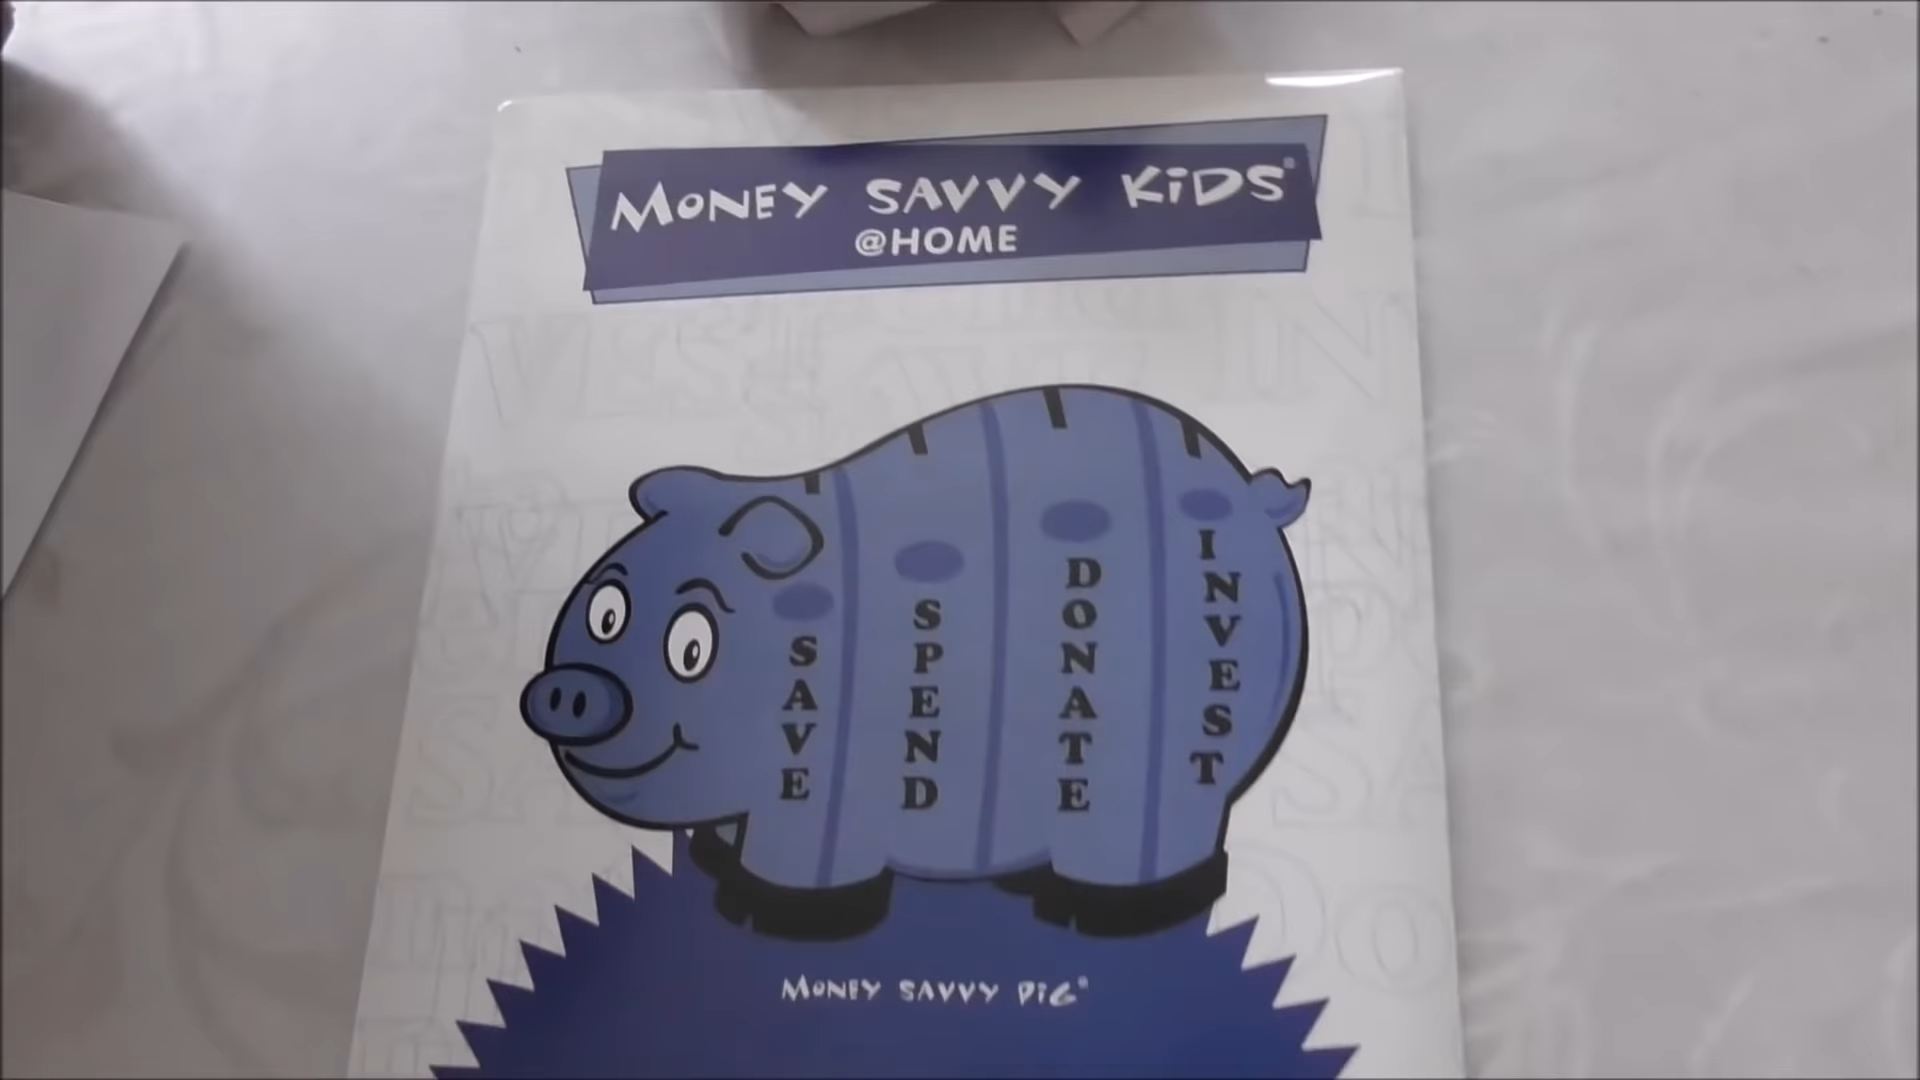 MONEY SAVVY KiDS®
@HOME
SAVE
SPEND
DONATE
INVEST
MONEY SAVVY PiG®